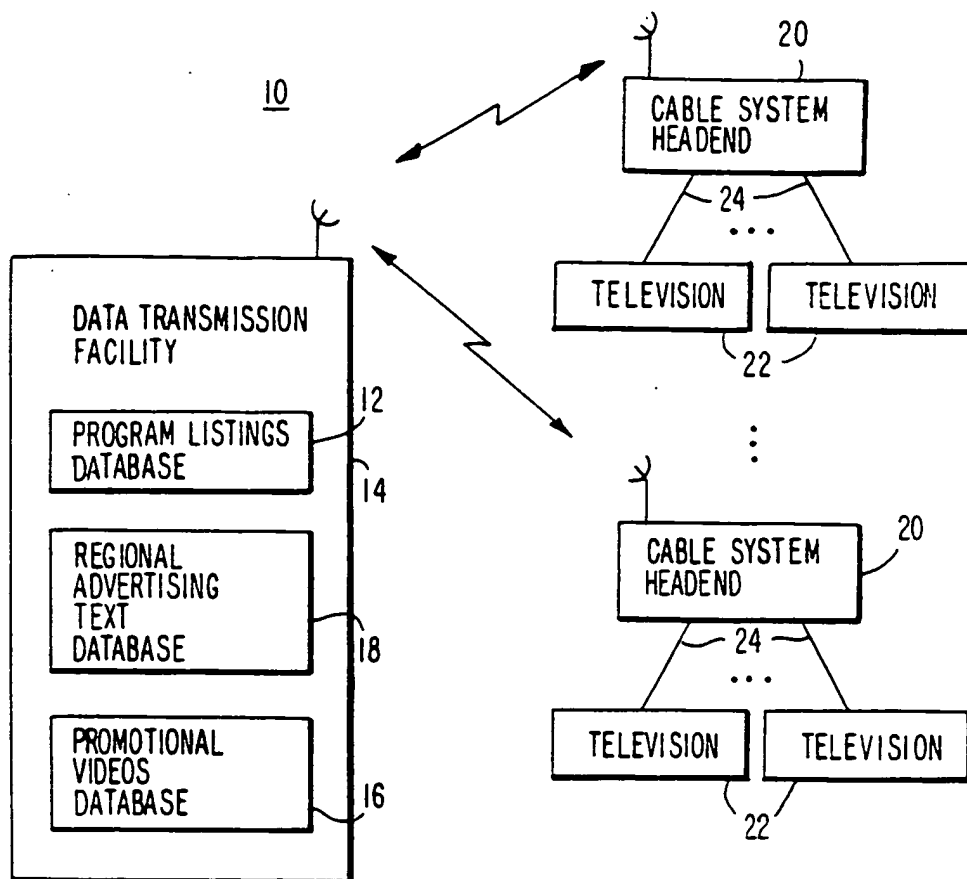 10
DATA TRANSMISSION
FACILITY
12
PROGRAM LISTINGS
DATABASE
14
REGIONAL
ADVERTISING
TEXT
DATABASE
18
PROMOTIONAL
VIDEOS
DATABASE
16
20
CABLE SYSTEM
HEADEND
24
TELEVISION
TELEVISION
22
20
CABLE SYSTEM
HEADEND
24
TELEVISION
TELEVISION
22